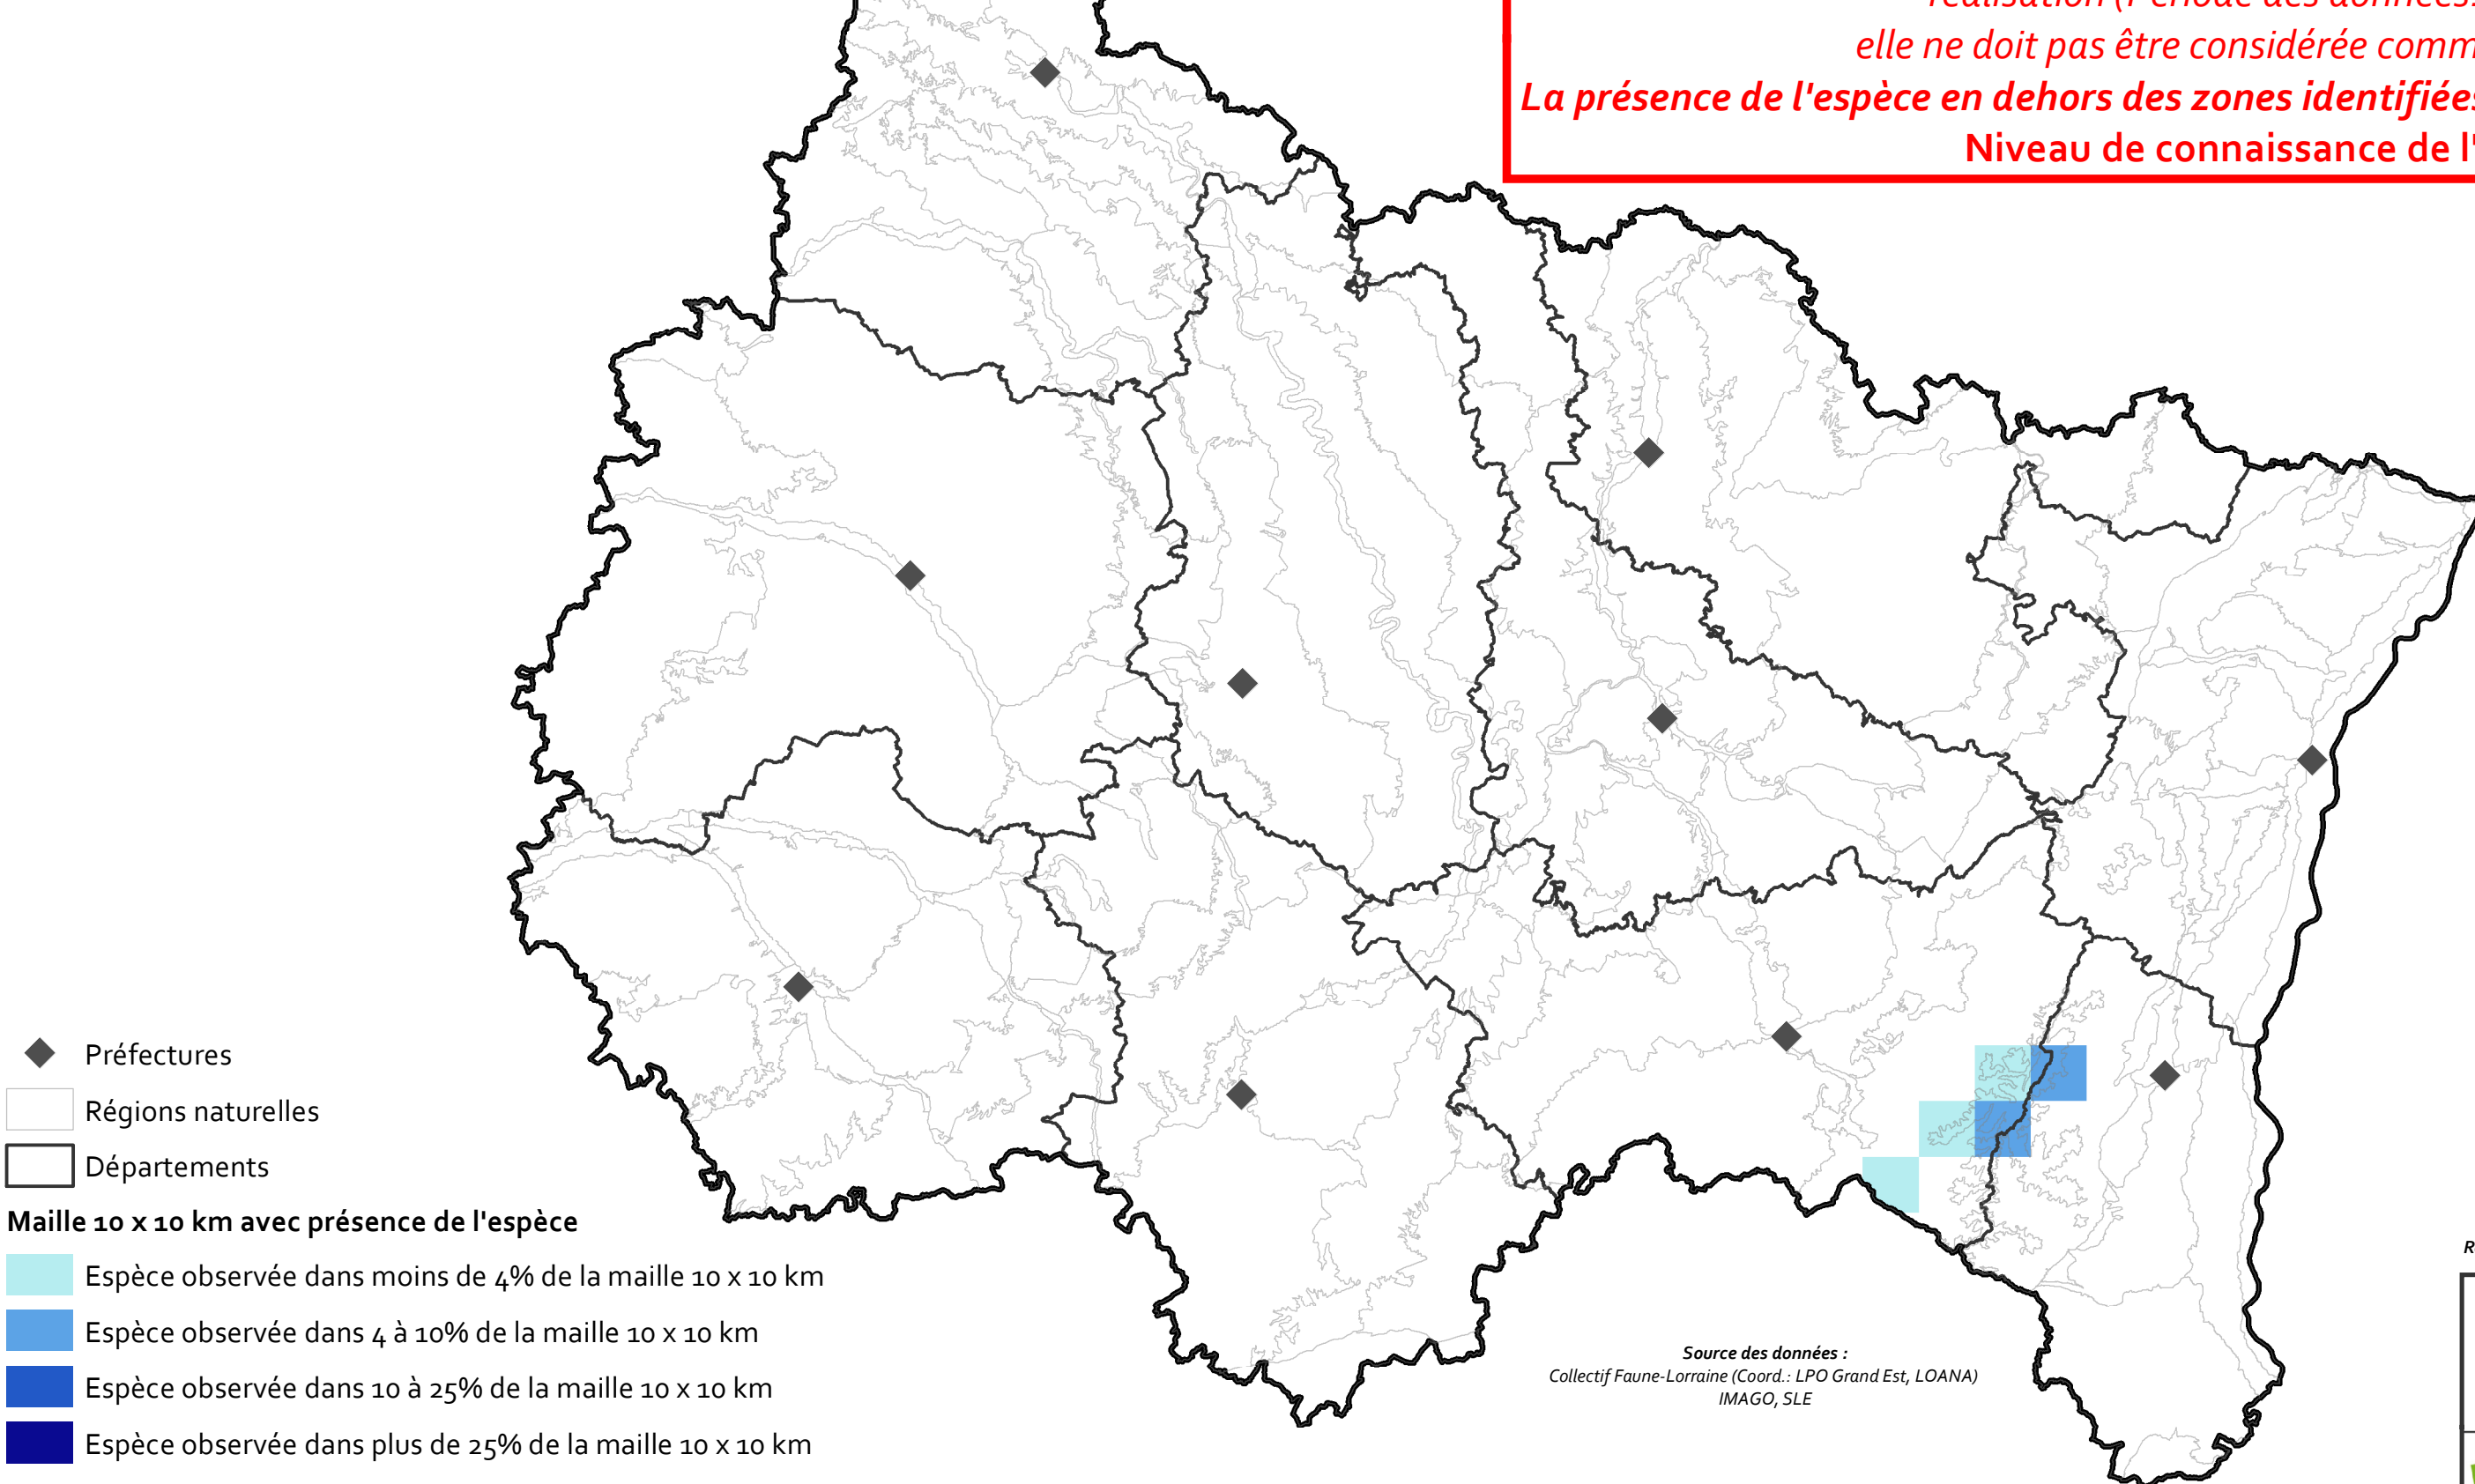 elle ne doit pas être considérée comm
La présence de l'espèce en dehors des zones identifiées
Niveau de connaissance de l'
Préfectures
Régions naturelles
Départements
Maille 10 x 10 km avec présence de l'espèce
Espèce observée dans moins de 4% de la maille 10 x 10 km
Espèce observée dans 4 à 10% de la maille 10 x 10 km
Espèce observée dans 10 à 25% de la maille 10 x 10 km
Espèce observée dans plus de 25% de la maille 10 x 10 km
Source des données :
Collectif Faune-Lorraine (Coord.: LPO Grand Est, LOANA)
IMAGO, SLE
R